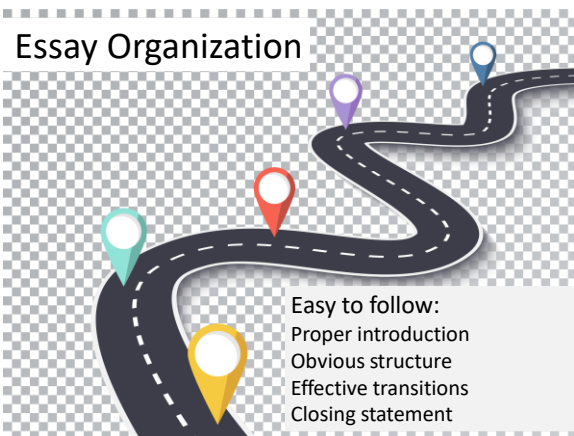 Essay Organization
Easy to follow:
Proper introduction
Obvious structure
Effective transitions
Closing statement